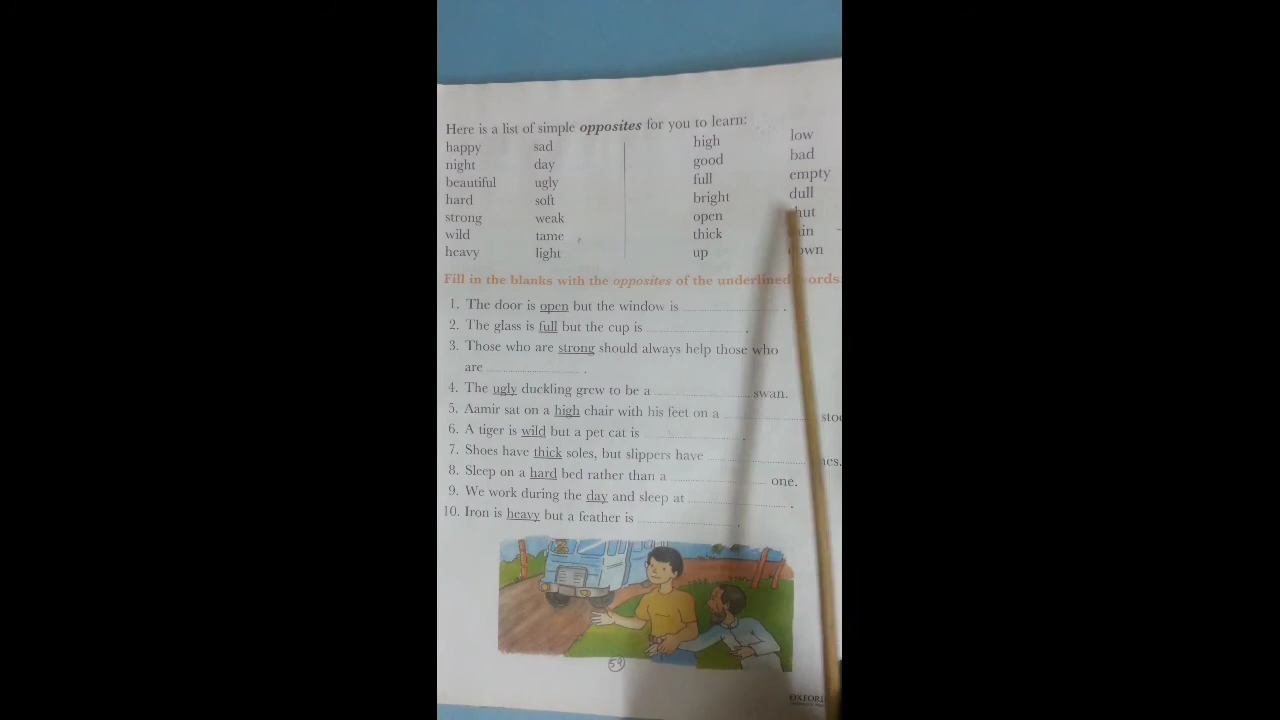 Here is a list of simple opposites for you to learn:
happy sad high low
night day good bad
beautiful ugly full empty
hard soft bright dull
strong weak open
wild tame thick
heavy light up
Fill in the blanks with the opposites of the underlined
1. The door is open but the window is .................... .
2. The glass is full but the cup is .................... .
3. Those who are strong should always help those who
are .................... .
4. The ugly duckling grew to be a .................... swan.
5. Aamir sat on a high chair with his feet on a ....................
6. A tiger is wild but a pet cat is .................... .
7. Shoes have thick soles, but slippers have ....................
8. Sleep on a hard bed rather than a .................... one.
9. We work during the day and sleep at .................... .
10. Iron is heavy but a feather is .................... .
59